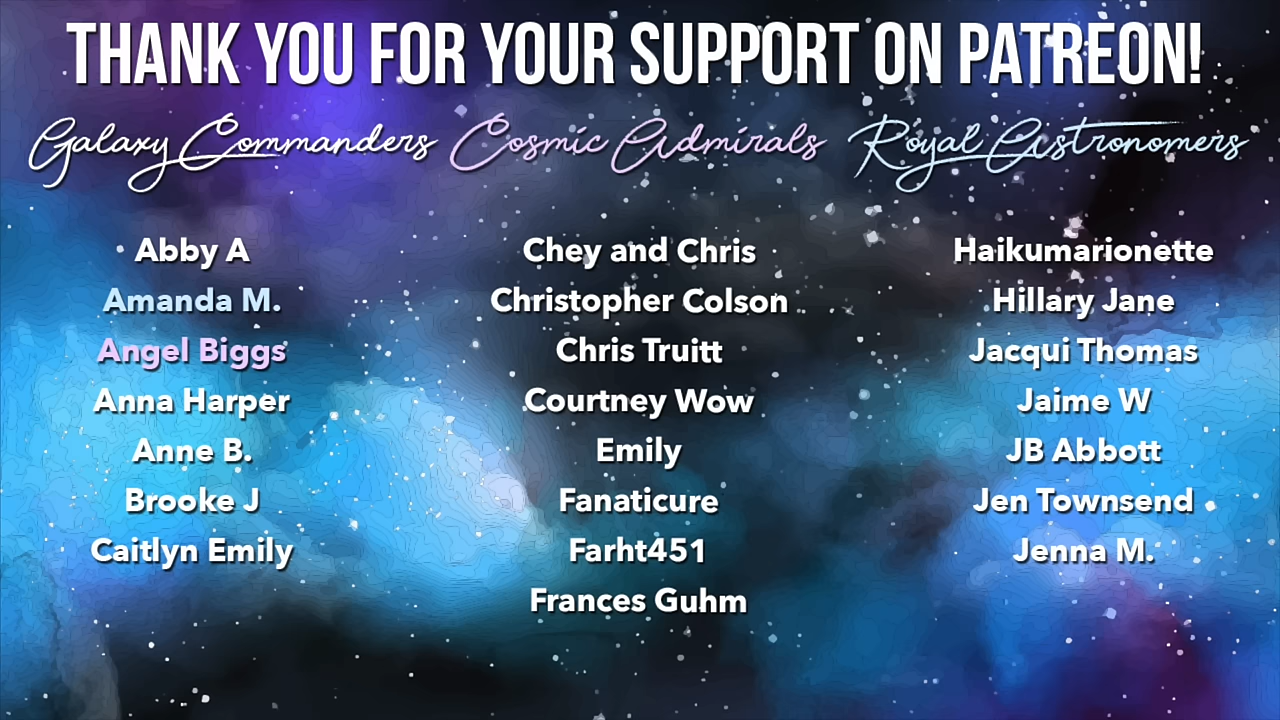 THANK YOU FOR YOUR SUPPORT ON PATREON!
Galaxy Commanders Cosmic Admirals Royal Astronomers
Abby A
Amanda M.
Angel Biggs
Anna Harper
Anne B.
Brooke J
Caitlyn Emily
Chey and Chris
Christopher Colson
Chris Truitt
Courtney Wow
Emily
Fanaticure
Farht451
Frances Guhm
Haikumarionette
Hillary Jane
Jacqui Thomas
Jaime W
JB Abbott
Jen Townsend
Jenna M.